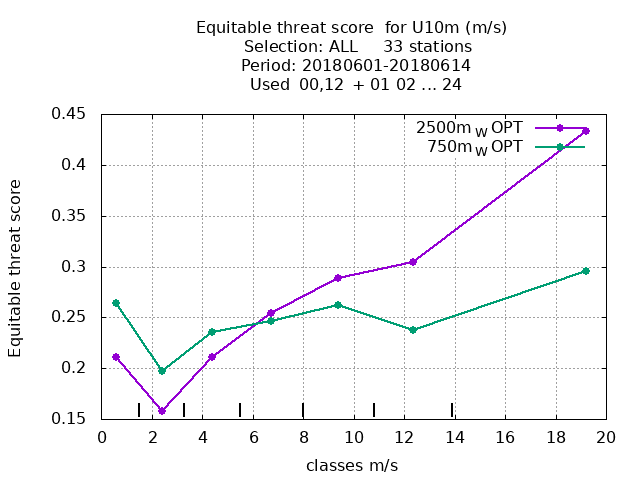 Equitable threat score for U10m (m/s)
Selection: ALL 33 stations
Period: 20180601-20180614
Used 00,12 + 01 02 ... 24
2500m W OPT
750m W OPT
0.45
0.4
0.35
0.3
0.25
0.2
0.15
Equitable threat score
0 2 4 6 8 10 12 14 16 18 20
classes m/s